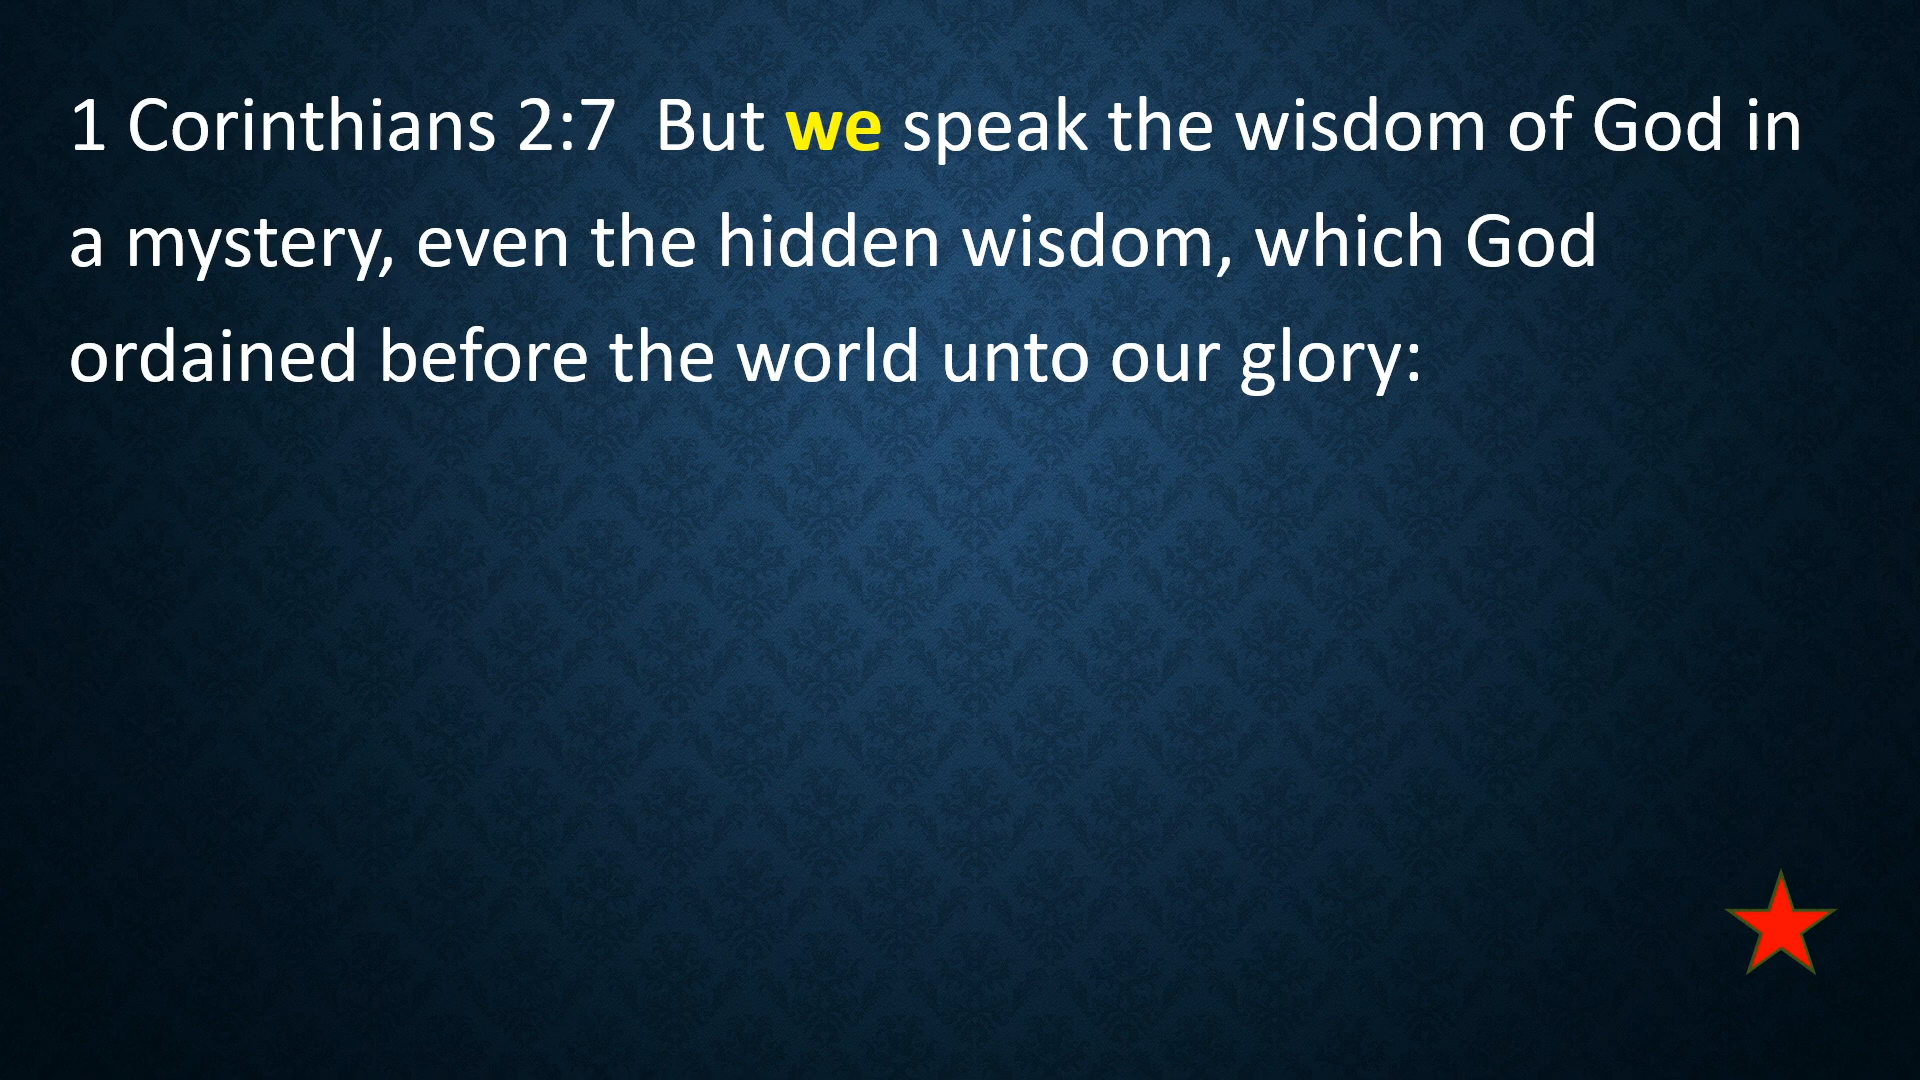 1 Corinthians 2:7  But we speak the wisdom of God in
a mystery, even the hidden wisdom, which God
ordained before the world unto our glory: